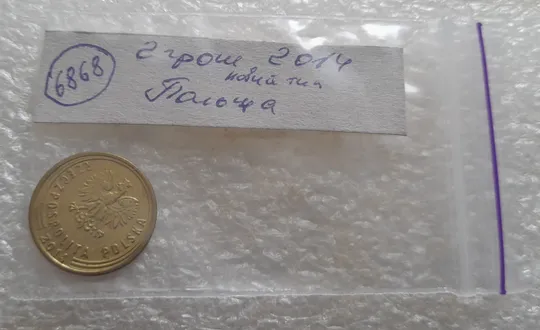 6868
2 грош 2014
новий тип
Польща
RZECZPOSPOLITA POLSKA